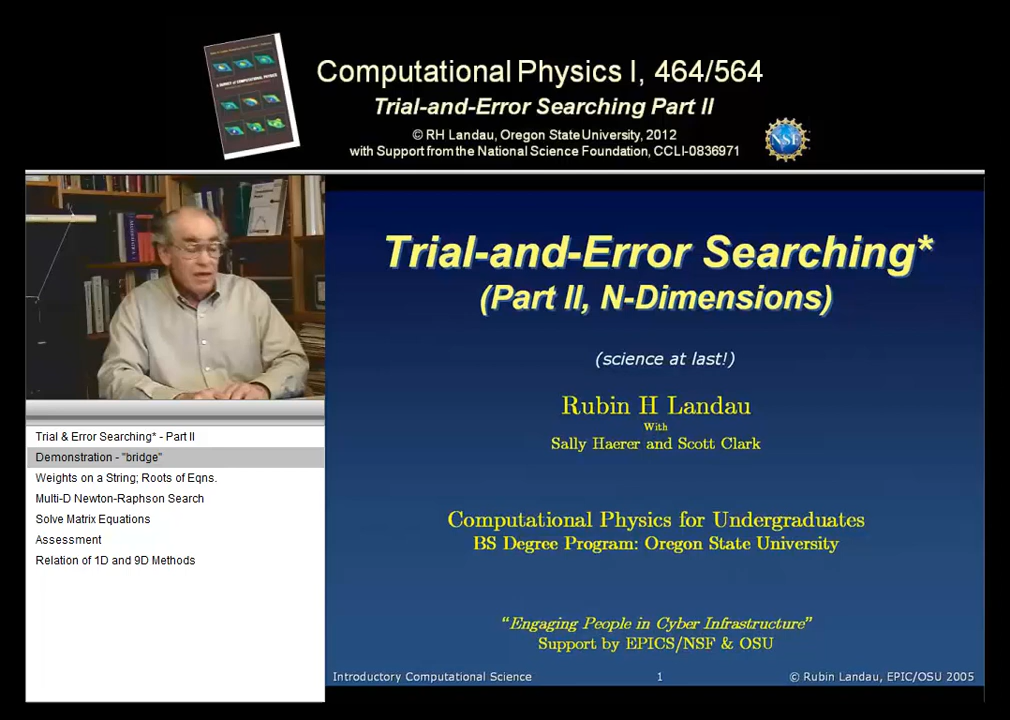 Computational Physics I, 464/564
Trial-and-Error Searching Part II
© RH Landau, Oregon State University, 2012
with Support from the National Science Foundation, CCLI-0836971
NSF
Trial-and-Error Searching*
(Part II, N-Dimensions)
(science at last!)
Rubin H Landau
With
Sally Haerer and Scott Clark
Computational Physics for Undergraduates
BS Degree Program: Oregon State University
“Engaging People in Cyber Infrastructure”
Support by EPICS/NSF & OSU
Introductory Computational Science
1
© Rubin Landau, EPIC/OSU 2005
Trial & Error Searching* - Part II
Demonstration - "bridge"
Weights on a String; Roots of Eqns.
Multi-D Newton-Raphson Search
Solve Matrix Equations
Assessment
Relation of 1D and 9D Methods